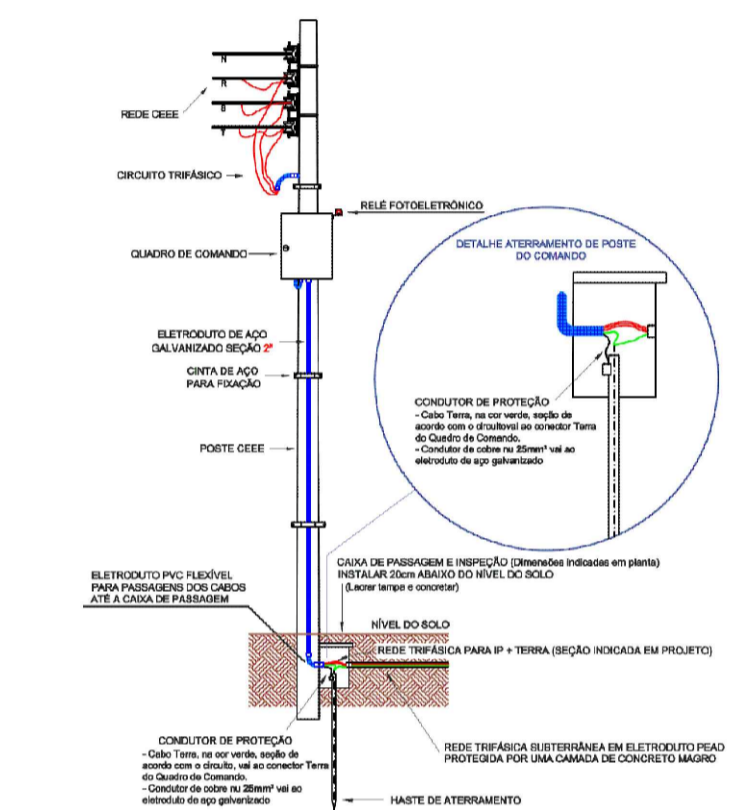 N
R
REDE CEEE
S
T
CIRCUITO TRIFÁSICO
RELÉ FOTOELETRÔNICO
QUADRO DE COMANDO
DETALHE ATERRAMENTO DE POSTE
DO COMANDO
ELETRODUTO DE AÇO
GALVANIZADO SEÇÃO 2"
CINTA DE AÇO
PARA FIXAÇÃO
CONDUTOR DE PROTEÇÃO
- Cabo Terra, na cor verde, seção de
acordo com o circuitoval ao conector Terra
do Quadro de Comando.
- Condutor de cobre nu 25mm² vai ao
eletroduto de aço galvanizado
POSTE CEEE
CAIXA DE PASSAGEM E INSPEÇÃO (Dimensões indicadas em planta)
INSTALAR 20cm ABAIXO DO NÍVEL DO SOLO
(Lacrar tampa e concretar)
ELETRODUTO PVC FLEXÍVEL
PARA PASSAGENS DOS CABOS
ATÉ A CAIXA DE PASSAGEM
NÍVEL DO SOLO
REDE TRIFÁSICA PARA IP + TERRA (SEÇÃO INDICADA EM PROJETO)
CONDUTOR DE PROTEÇÃO
- Cabo Terra, na cor verde, seção de
acordo com o circuito, vai ao conector Terra
do Quadro de Comando.
- Condutor de cobre nu 25mm² vai ao
eletroduto de aço galvanizado
REDE TRIFÁSICA SUBTERRÂNEA EM ELETRODUTO PEAD
PROTEGIDA POR UMA CAMADA DE CONCRETO MAGRO
HASTE DE ATERRAMENTO